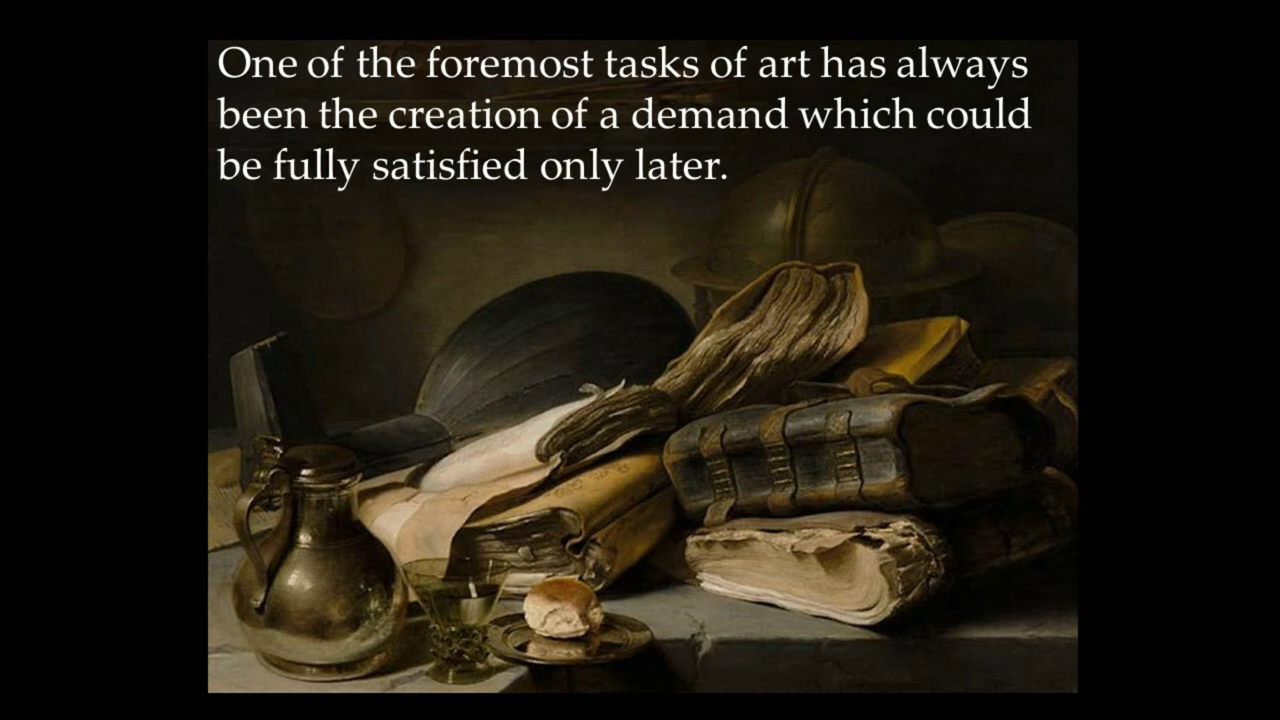 One of the foremost tasks of art has always
been the creation of a demand which could
be fully satisfied only later.